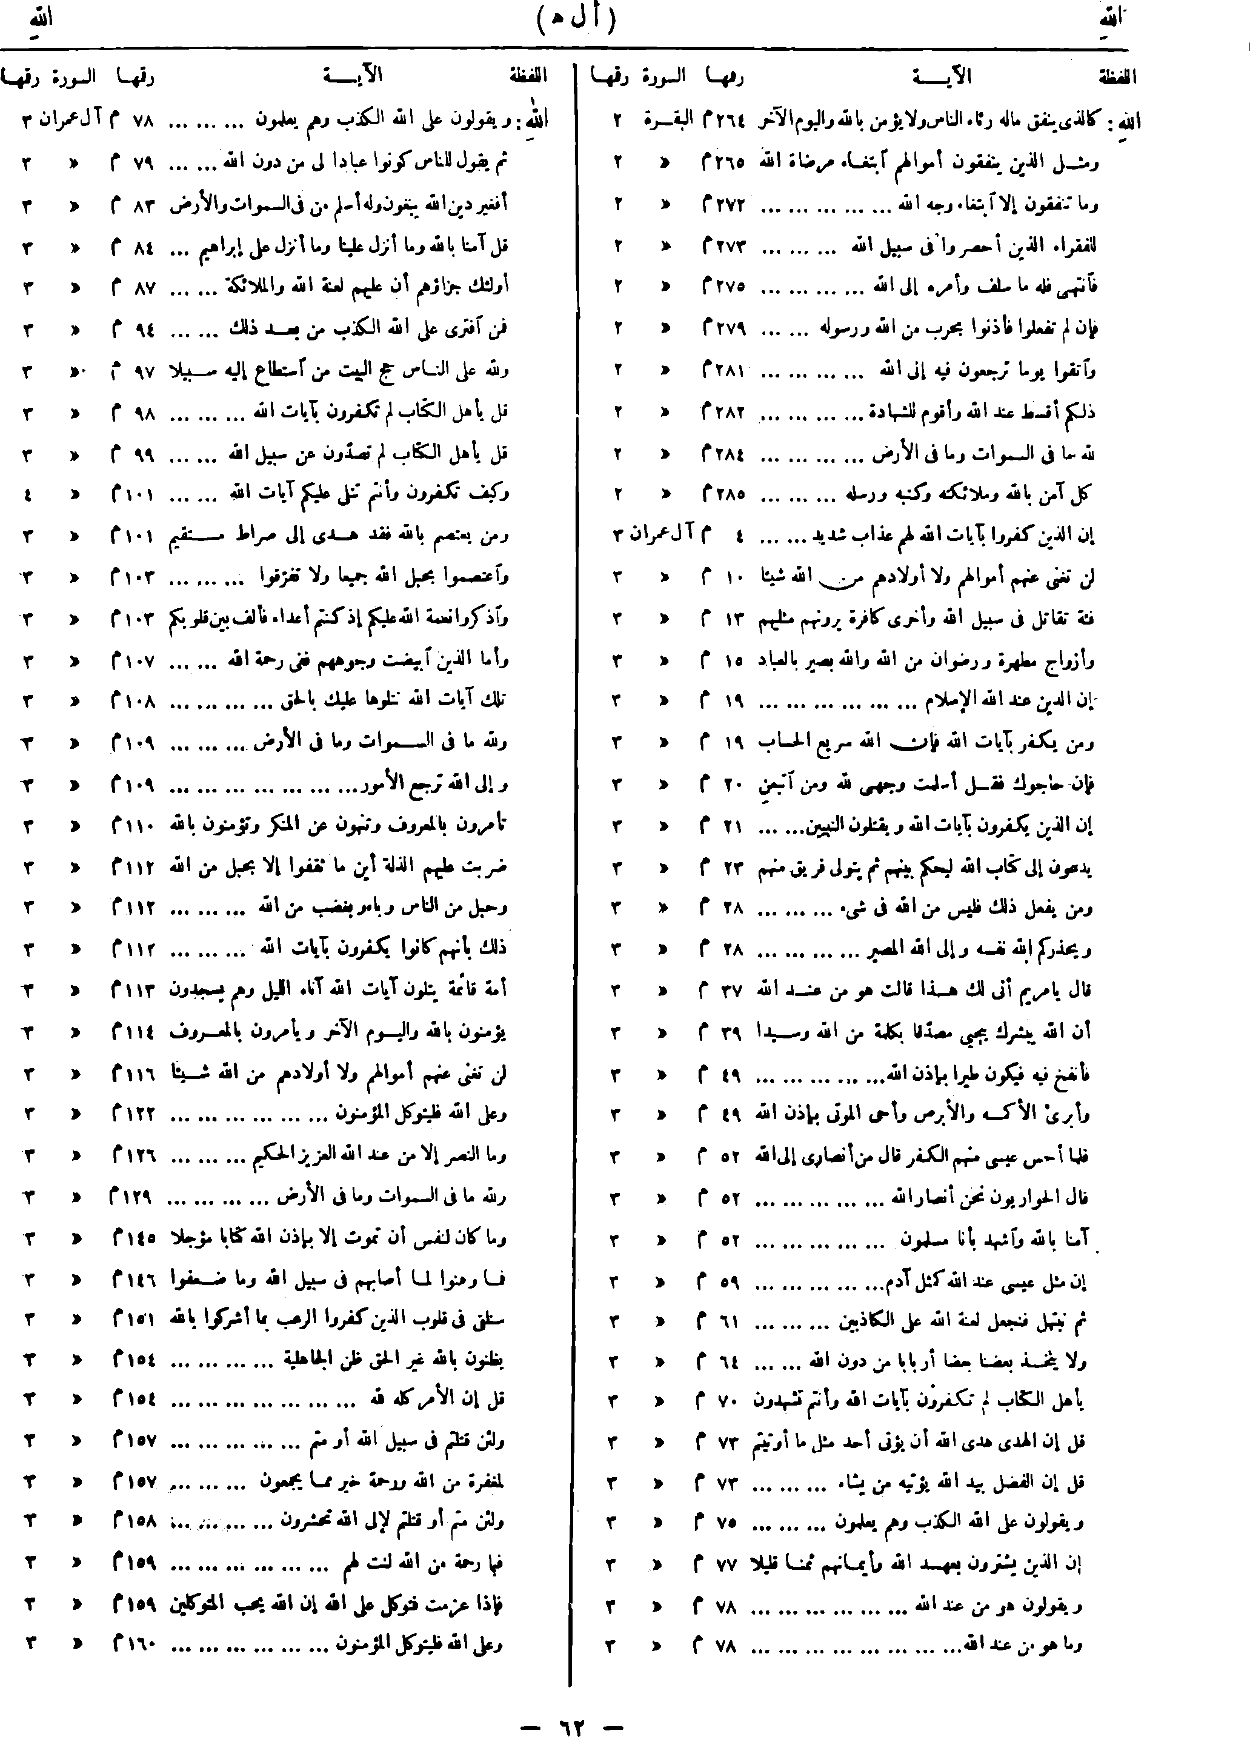 اللهِ (أ ل ه) اللهِ
اللفظة الآيــة رقمها السورة رقمها
اللهِ: كالذى ينفق ماله رئاء الناس ولا يؤمن بالله واليوم الآخر ٢٦٤ م البقرة ٢
ومثـل الذين ينفقون أموالهم آبتغـاء مرضاة الله ٢٦٥ م » ٢
وما تنفقون إلا آبتغاء وجه الله ... ... ... ... ... ٢٧٢ م » ٢
للفقراء الذين أحصروا فى سبيل الله ... ... ... ٢٧٣ م » ٢
فآنتهى فله ما سلف وأمره إلى الله ... ... ... ... ٢٧٥ م » ٢
فإن لم تفعلوا فأذنوا بحرب من الله ورسوله ... ... ٢٧٩ م » ٢
وآتقوا يوما ترجعون فيه إلى الله ... ... ... ... ٢٨١ م » ٢
ذلكم أقسط عند الله وأقوم للشهادة ... ... ... ... ٢٨٢ م » ٢
لله ما فى السموات وما فى الأرض ... ... ... ... ٢٨٤ م » ٢
كل آمن بالله وملائكته وكتبه ورسله ... ... ... ٢٨٥ م » ٢
إن الذين كفروا بآيات الله لهم عذاب شديد ... ... ٤ م آل عمران ٣
لن تغنى عنهم أموالهم ولا أولادهم من الله شيئا ١٠ م » ٣
فئة تقاتل فى سبيل الله وأخرى كافرة يرونهم مثليهم ١٣ م » ٣
وأزواج مطهرة ورضوان من الله والله بصير بالعباد ١٥ م » ٣
إن الدين عند الله الإسلام ... ... ... ... ... ... ١٩ م » ٣
ومن يكفر بآيات الله فإن الله سريع الحساب ١٩ م » ٣
فإن حاجوك فقـل أسلمت وجهى لله ومن آتبعن ٢٠ م » ٣
إن الذين يكفرون بآيات الله ويقتلون النبيين ... ... ٢١ م » ٣
يدعون إلى كتاب الله ليحكم بينهم ثم يتولى فريق منهم ٢٣ م » ٣
ومن يفعل ذلك فليس من الله فى شىء ... ... ... ٢٨ م » ٣
ويحذركم الله نفسه وإلى الله المصير ... ... ... ... ٢٨ م » ٣
قال يا مريم أنى لك هـذا قالت هو من عنـد الله ٣٧ م » ٣
أن الله يبشرك بيحيي مصدّقا بكلمة من الله وسيدا ٣٩ م » ٣
فأنفخ فيه فيكون طيرا بإذن الله ... ... ... ... ... ٤٩ م » ٣
وأبرئ الأكمـه والأبرص وأحى الموتى بإذن الله ٤٩ م » ٣
فلما أحس عيسى منهم الكفر قال من أنصارى إلى الله ٥٢ م » ٣
قال الحواريون نحن أنصار الله ... ... ... ... ... ٥٢ م » ٣
آمنا بالله وآشهد بأنا مسلمون ... ... ... ... ... ٥٢ م » ٣
إن مثل عيسى عند الله كمثل آدم ... ... ... ... ... ٥٩ م » ٣
ثم نبتهل فنجعل لعنة الله على الكاذبين ... ... ... ٦١ م » ٣
ولا يتخـذ بعضنا بعضا أربابا من دون الله ... ... ٦٤ م » ٣
يأهل الكتاب لم تكفرون بآيات الله وأنتم تشهدون ٧٠ م » ٣
قل إن الهدى هدى الله أن يؤتى أحد مثل ما أوتيتم ٧٣ م » ٣
قل إن الفضل بيد الله يؤتيه من يشاء ... ... ... ٧٣ م » ٣
ويقولون على الله الكذب وهم يعلمون ... ... ... ٧٥ م » ٣
إن الذين يشترون بعهـد الله وأيمـانهم ثمنـا قليلا ٧٧ م » ٣
ويقولون هو من عند الله ... ... ... ... ... ... ٧٨ م » ٣
وما هو من عند الله ... ... ... ... ... ... ... ... ٧٨ م » ٣
اللفظة الآيــة رقمها السورة رقمها
اللهِ: ويقولون على الله الكذب وهم يعلمون ... ... ... ٧٨ م آل عمران ٣
ثم يقول للناس كونوا عبادا لى من دون الله ... ... ٧٩ م » ٣
أفغير دين الله يبغون وله أسلم من فى السموات والأرض ٨٣ م » ٣
قل آمنا بالله وما أنزل علينا وما أنزل على إبراهيم ... ٨٤ م » ٣
أولئك جزاؤهم أن عليهم لعنة الله والملائكة ... ... ٨٧ م » ٣
فمن آفترى على الله الكذب من بعـد ذلك ... ... ٩٤ م » ٣
ولله على النـاس حج البيت من آستطاع إليه سـبيلا ٩٧ م » ٣
قل يأهل الكتاب لم تكفرون بآيات الله ... ... ... ٩٨ م » ٣
قل يأهل الكتاب لم تصدّون عن سبيل الله ... ... ٩٩ م » ٣
وكيف تكفرون وأنتم تتلى عليكم آيات الله ... ... ١٠١ م » ٤
ومن يعتصم بالله فقد هـدى إلى صراط مسـتقيم ١٠١ م » ٣
وآعتصموا بحبل الله جميعا ولا تفرّقوا ... ... ... ١٠٣ م » ٣
وآذكروا نعمة الله عليكم إذ كنتم أعداء فألف بين قلوبكم ١٠٣ م » ٣
وأما الذين آبيضت وجوههم ففى رحمة الله ... ... ١٠٧ م » ٣
تلك آيات الله نتلوها عليك بالحق ... ... ... ... ١٠٨ م » ٣
ولله ما فى السـموات وما فى الأرض ... ... ... ١٠٩ م » ٣
وإلى الله ترجع الأمور ... ... ... ... ... ... ... ١٠٩ م » ٣
تأمرون بالمعروف وتنهون عن المنكر وتؤمنون بالله ١١٠ م » ٣
ضربت عليهم الذلة أين ما ثقفوا إلا بحبل من الله ١١٢ م » ٣
وحبل من الناس وباءو بغضب من الله ... ... ... ١١٢ م » ٣
ذلك بأنهم كانوا يكفرون بآيات الله ... ... ... ١١٢ م » ٣
أمة قائمة يتلون آيات الله آناء الليل وهم يسجدون ١١٣ م » ٣
يؤمنون بالله واليـوم الآخر ويأمرون بالمعـروف ١١٤ م » ٣
لن تغنى عنهم أموالهم ولا أولادهم من الله شـيئا ١١٦ م » ٣
وعلى الله فليتوكل المؤمنون ... ... ... ... ... ... ١٢٢ م » ٣
وما النصر إلا من عند الله العزيز الحكيم ... ... ... ١٢٦ م » ٣
ولله ما فى السموات وما فى الأرض ... ... ... ... ١٢٩ م » ٣
وما كان لنفس أن تموت إلا بإذن الله كتابا مؤجلا ١٤٥ م » ٣
فمـا وهنوا لمـا أصابهم فى سبيل الله وما ضـعفوا ١٤٦ م » ٣
سنلقى فى قلوب الذين كفروا الرعب بما أشركوا بالله ١٥١ م » ٣
يظنون بالله غير الحق ظن الجاهلية ... ... ... ... ١٥٤ م » ٣
قل إن الأمر كله لله ... ... ... ... ... ... ... ١٥٤ م » ٣
ولئن قتلتم فى سبيل الله أو متم ... ... ... ... ... ١٥٧ م » ٣
لمغفرة من الله ورحمة خير ممـا يجمعون ... ... ... ١٥٧ م » ٣
ولئن متم أو قتلتم لإلى الله تحشرون ... ... ... ... ١٥٨ م » ٣
فبما رحمة من الله لنت لهم ... ... ... ... ... ... ١٥٩ م » ٣
فإذا عزمت فتوكل على الله إن الله يحب المتوكلين ١٥٩ م » ٣
وعلى الله فليتوكل المؤمنون ... ... ... ... ... ... ١٦٠ م » ٣
— ٦٢ —